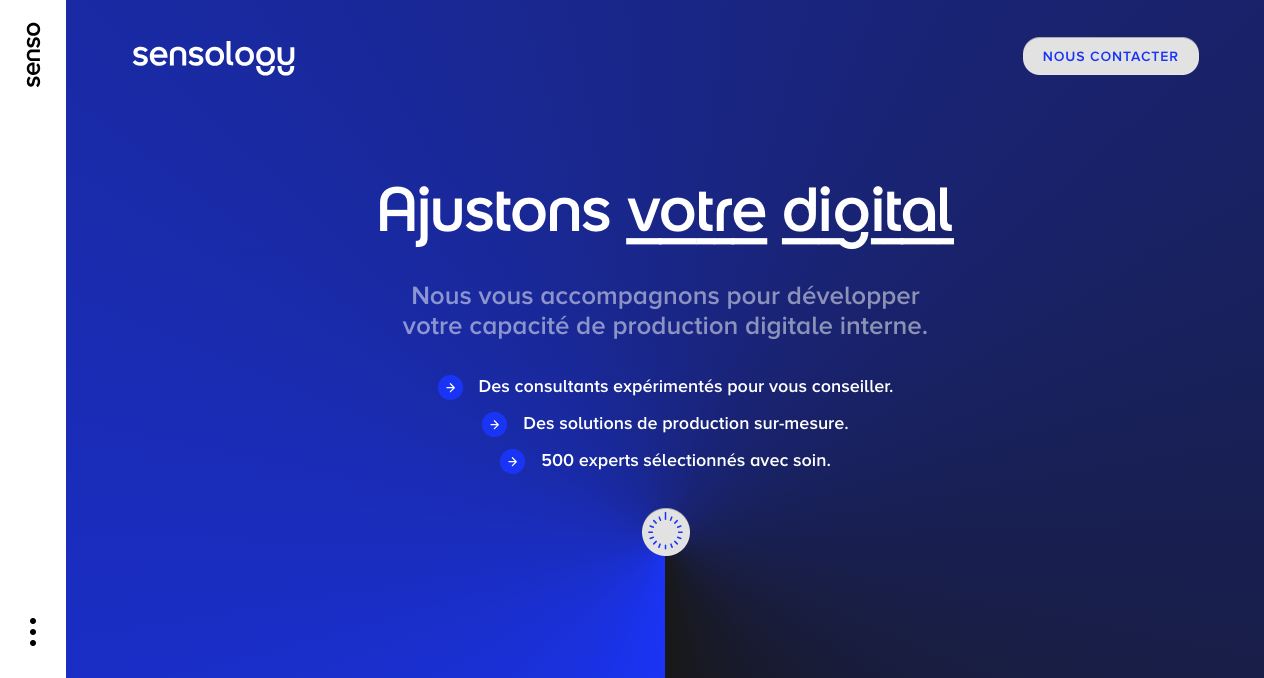 senso
sensology
NOUS CONTACTER
Ajustons votre digital
Nous vous accompagnons pour développer
votre capacité de production digitale interne.
Des consultants expérimentés pour vous conseiller.
Des solutions de production sur-mesure.
500 experts sélectionnés avec soin.